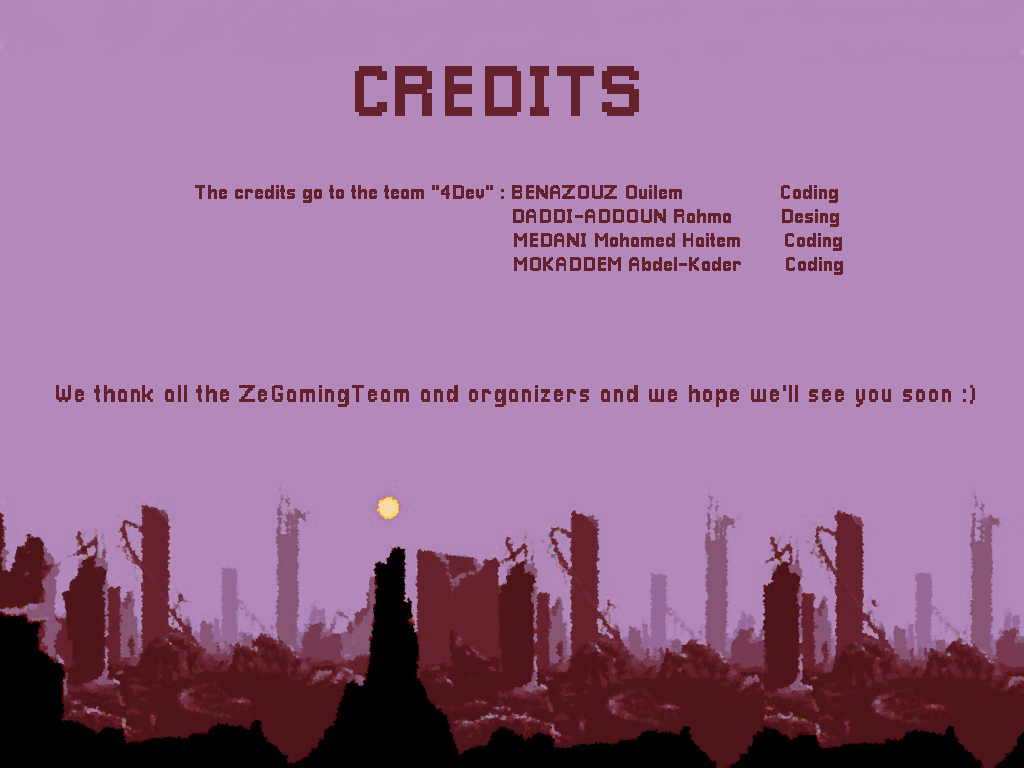 CREDITS
The credits go to the team "4Dev" : BENAZOUZ Ouilem Coding
DADDI-ADDOUN Rahma Desing
MEDANI Mohamed Haitem Coding
MOKADDEM Abdel-Kader Coding
We thank all the ZeGamingTeam and organizers and we hope we'll see you soon :)